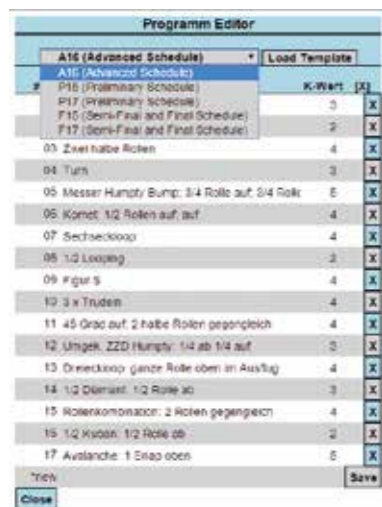 Programm Editor
A16 (Advanced Schedule) Load Template
A16 (Advanced Schedule)
P16 (Preliminary Schedule)
P17 (Preliminary Schedule)
F15 (Semi-Final and Final Schedule)
F17 (Semi-Final and Final Schedule)
# K-Wert [X]
3 X
2 X
03 Zwei halbe Rollen 4 X
04 Turn 3 X
05 Messer Humpty Bump: 3/4 Rolle auf, 3/4 Rolle 5 X
06 Komet: 1/2 Rollen auf, auf 4 X
07 Sechseckloop 4 X
08 1/2 Looping 2 X
09 Figur S 4 X
10 3 x Trudeln 4 X
11 45 Grad auf: 2 halbe Rollen gegengleich 4 X
12 Umgek. ZZD Humpty: 1/4 ab 1/4 auf 3 X
13 Dreieckloop: ganze Rolle oben im Ausflug 4 X
14 1/2 Diamant: 1/2 Rolle ab 3 X
15 Rollenkombination: 2 Rollen gegengleich 4 X
16 1/2 Kuban: 1/2 Rolle ab 2 X
17 Avalanche: 1 Snap oben 5 X
*new Save
Close